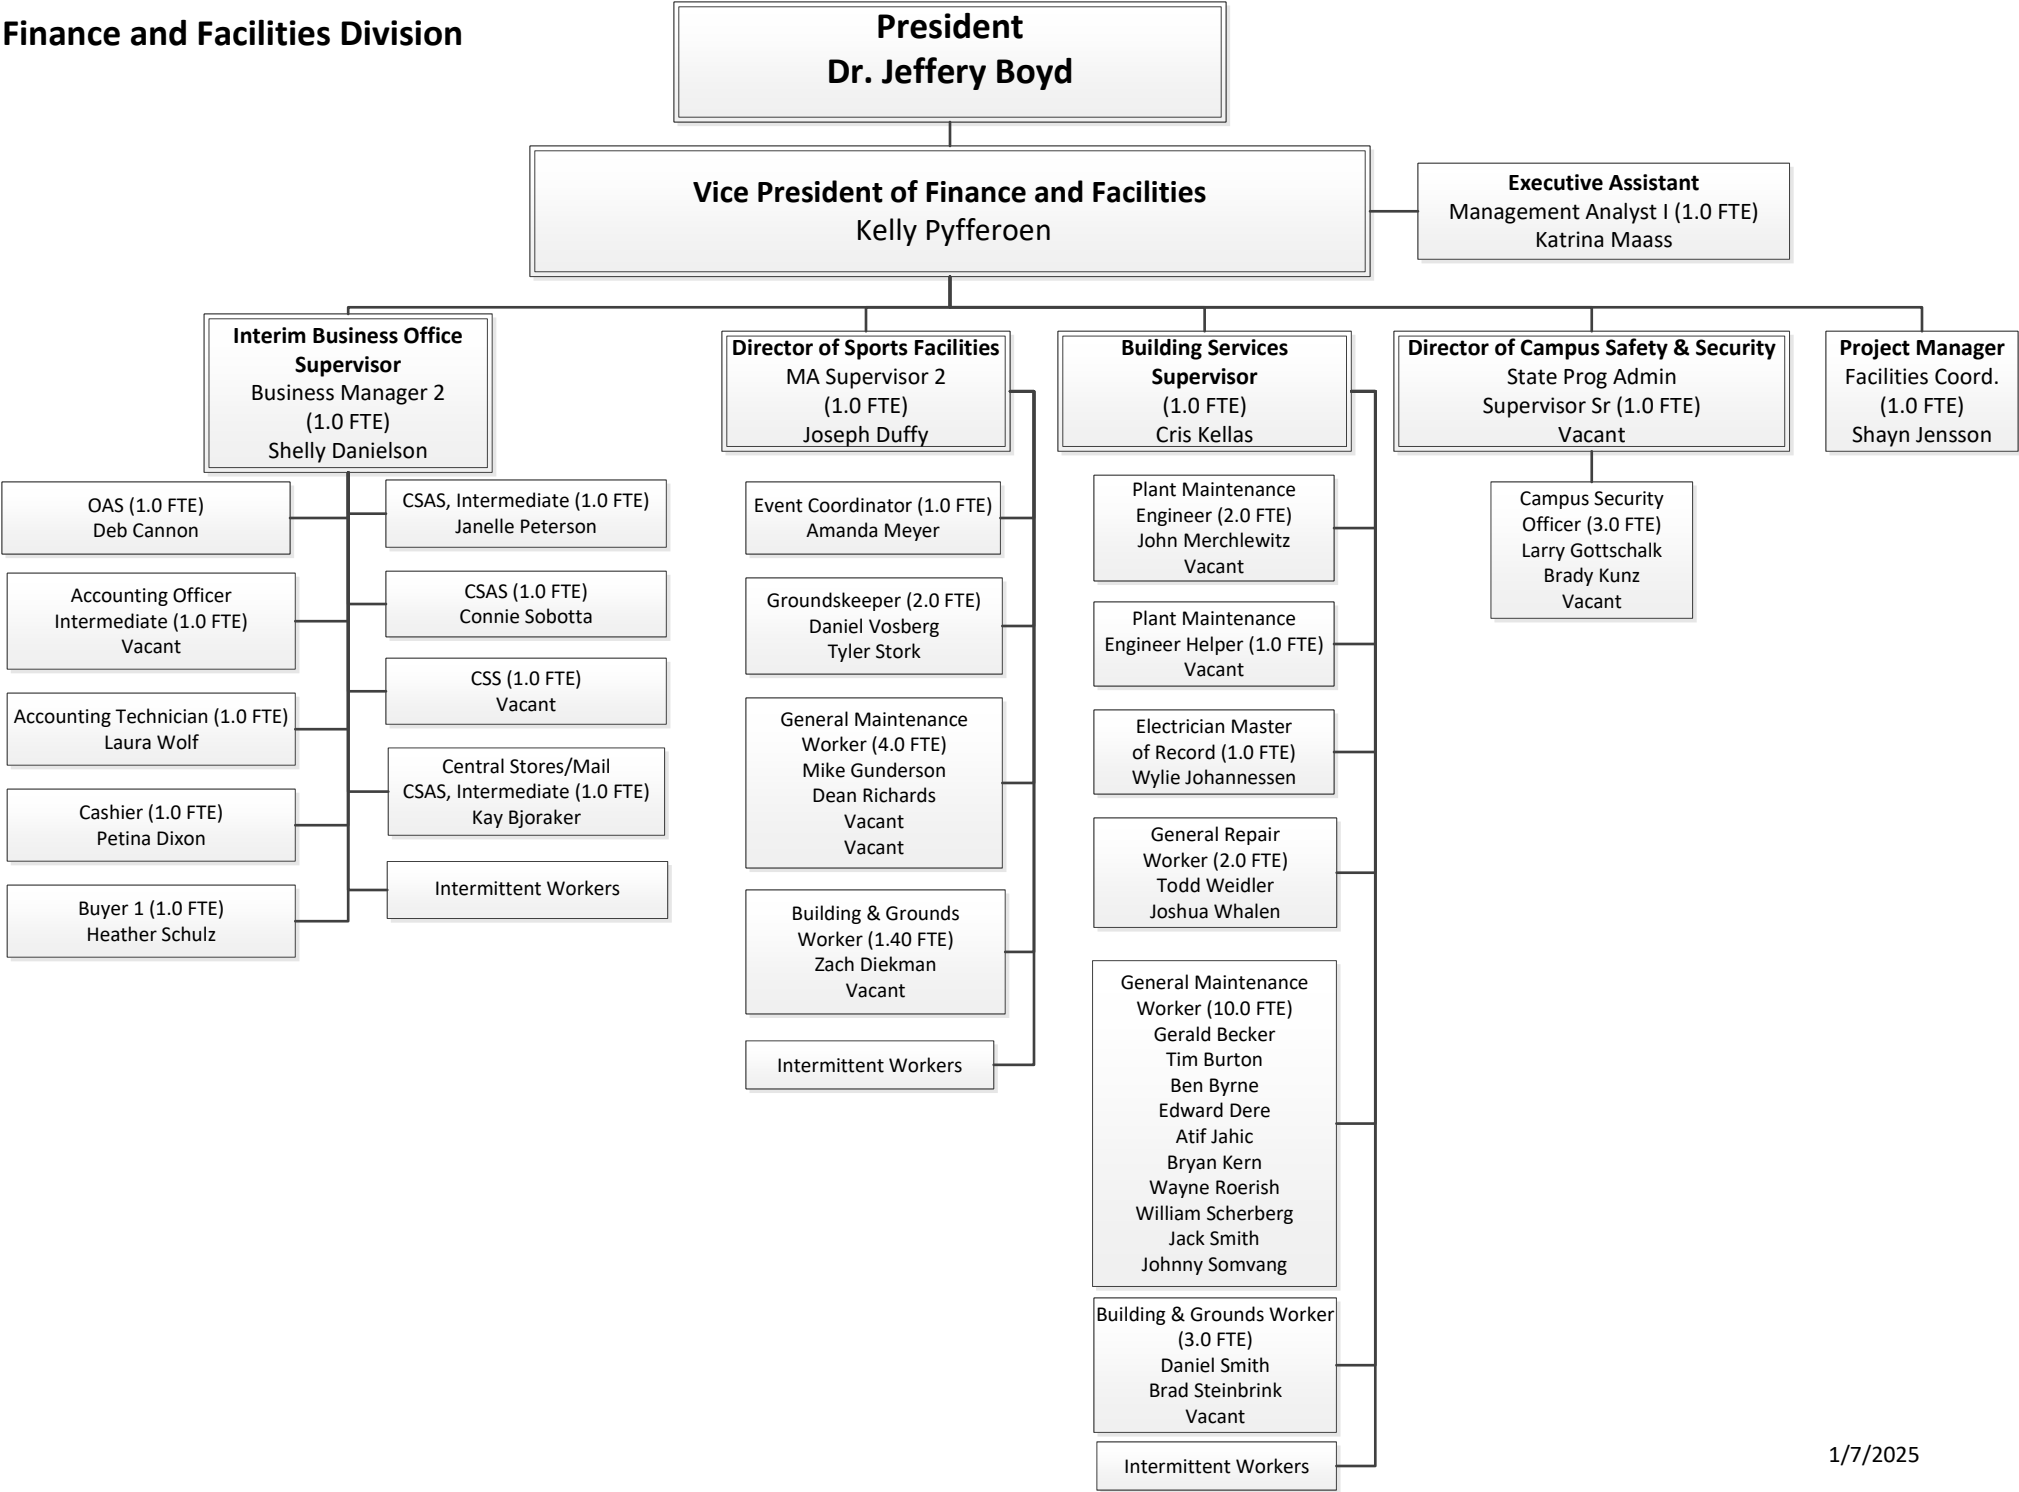 Finance and Facilities Division
President
Dr. Jeffery Boyd
Vice President of Finance and Facilities
Kelly Pyfferoen
Executive Assistant
Management Analyst I (1.0 FTE)
Katrina Maass
Interim Business Office
Supervisor
Business Manager 2
(1.0 FTE)
Shelly Danielson
OAS (1.0 FTE)
Deb Cannon
Accounting Officer
Intermediate (1.0 FTE)
Vacant
Accounting Technician (1.0 FTE)
Laura Wolf
Cashier (1.0 FTE)
Petina Dixon
Buyer 1 (1.0 FTE)
Heather Schulz
CSAS, Intermediate (1.0 FTE)
Janelle Peterson
CSAS (1.0 FTE)
Connie Sobotta
CSS (1.0 FTE)
Vacant
Central Stores/Mail
CSAS, Intermediate (1.0 FTE)
Kay Bjoraker
Intermittent Workers
Director of Sports Facilities
MA Supervisor 2
(1.0 FTE)
Joseph Duffy
Event Coordinator (1.0 FTE)
Amanda Meyer
Groundskeeper (2.0 FTE)
Daniel Vosberg
Tyler Stork
General Maintenance
Worker (4.0 FTE)
Mike Gunderson
Dean Richards
Vacant
Vacant
Building & Grounds
Worker (1.40 FTE)
Zach Diekman
Vacant
Intermittent Workers
Building Services
Supervisor
(1.0 FTE)
Cris Kellas
Plant Maintenance
Engineer (2.0 FTE)
John Merchlewitz
Vacant
Plant Maintenance
Engineer Helper (1.0 FTE)
Vacant
Electrician Master
of Record (1.0 FTE)
Wylie Johannessen
General Repair
Worker (2.0 FTE)
Todd Weidler
Joshua Whalen
General Maintenance
Worker (10.0 FTE)
Gerald Becker
Tim Burton
Ben Byrne
Edward Dere
Atif Jahic
Bryan Kern
Wayne Roerish
William Scherberg
Jack Smith
Johnny Somvang
Building & Grounds Worker
(3.0 FTE)
Daniel Smith
Brad Steinbrink
Vacant
Intermittent Workers
Director of Campus Safety & Security
State Prog Admin
Supervisor Sr (1.0 FTE)
Vacant
Campus Security
Officer (3.0 FTE)
Larry Gottschalk
Brady Kunz
Vacant
Project Manager
Facilities Coord.
(1.0 FTE)
Shayn Jensson
1/7/2025